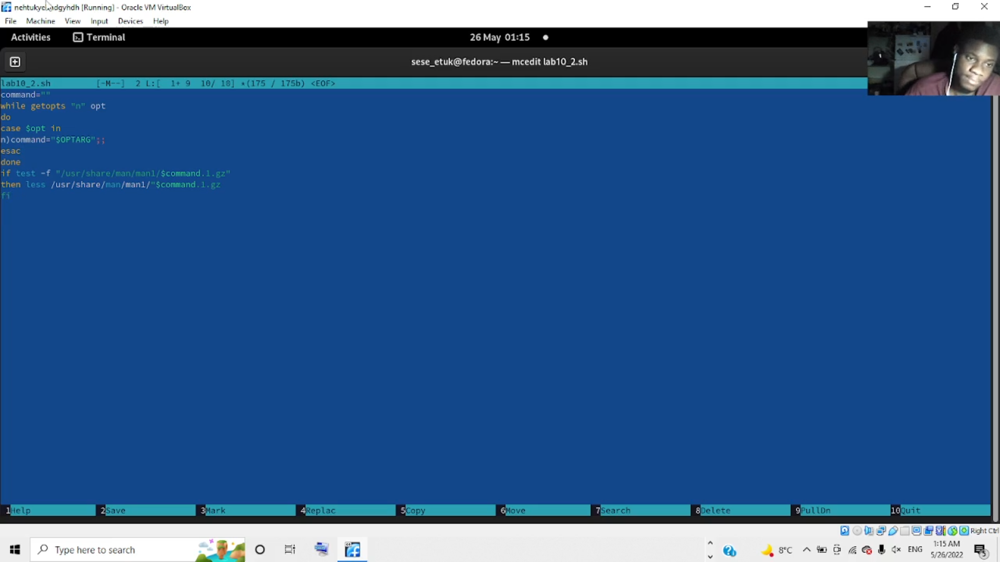 [Running] - Oracle VM VirtualBox
File Machine View Input Devices Help
Activities Terminal 26 May 01:15
sese_etuk@fedora:~ — mcedit lab10_2.sh
lab10_2.sh [-M--] 2 L:[ 1+ 9 10/ 10] *(175 / 175b) <EOF>
command=""
while getopts "n" opt
do
case $opt in
n)command="$OPTARG";;
esac
done
if test -f "/usr/share/man/man1/$command.1.gz"
then less /usr/share/man/man1/"$command.1.gz
fi
1Help 2Save 3Mark 4Replac 5Copy 6Move 7Search 8Delete 9PullDn 10Quit
Right Ctrl
Type here to search 8°C ENG 1:15 AM
5/26/2022 5